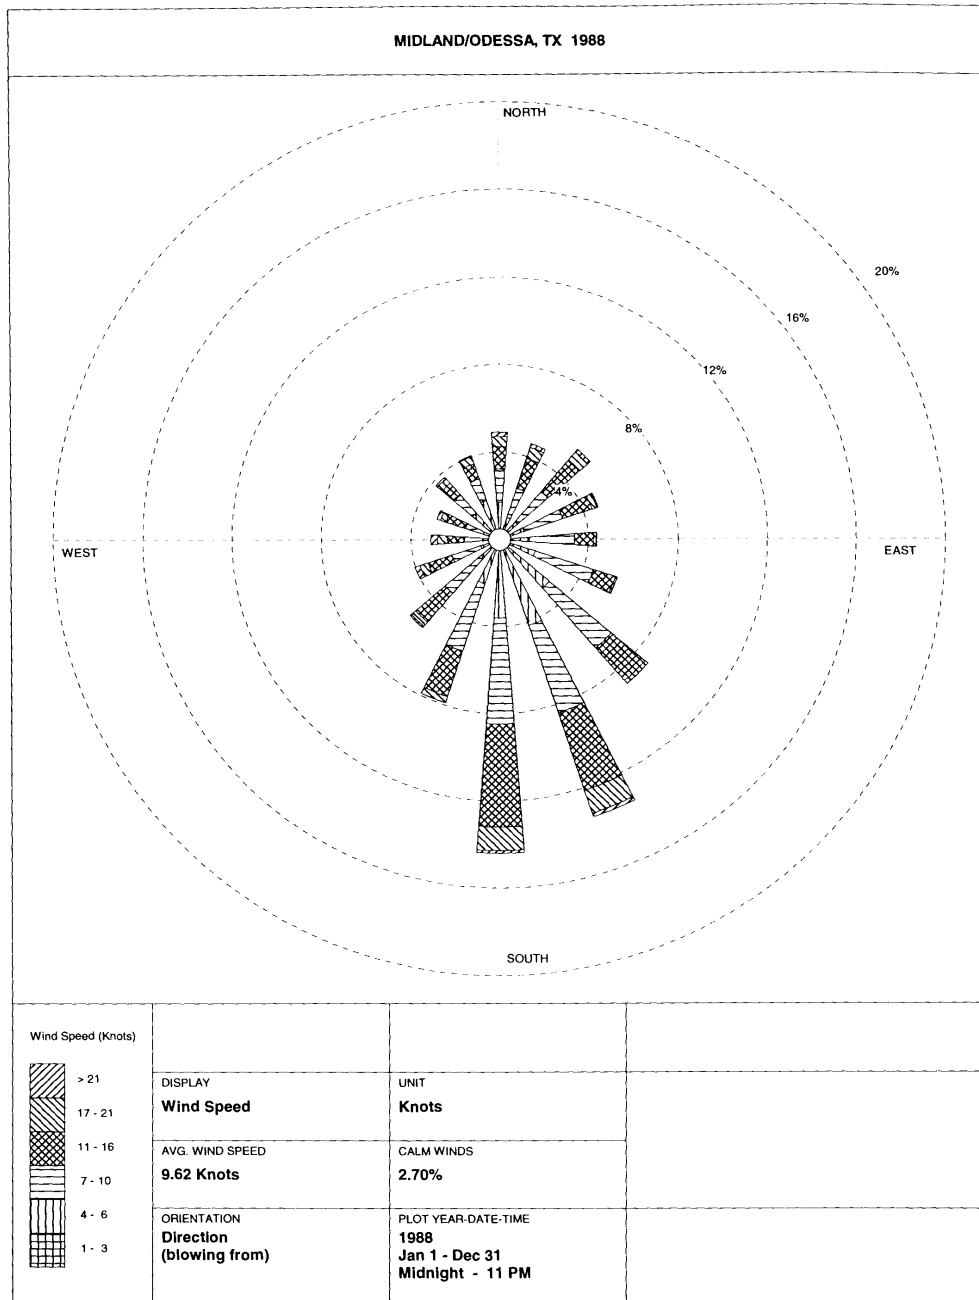 MIDLAND/ODESSA, TX 1988
NORTH
20%
16%
12%
8%
4%
WEST
EAST
SOUTH
Wind Speed (Knots)
> 21
17 - 21
11 - 16
7 - 10
4 - 6
1 - 3
DISPLAY
Wind Speed
UNIT
Knots
AVG. WIND SPEED
9.62 Knots
CALM WINDS
2.70%
ORIENTATION
Direction
(blowing from)
PLOT YEAR-DATE-TIME
1988
Jan 1 - Dec 31
Midnight - 11 PM